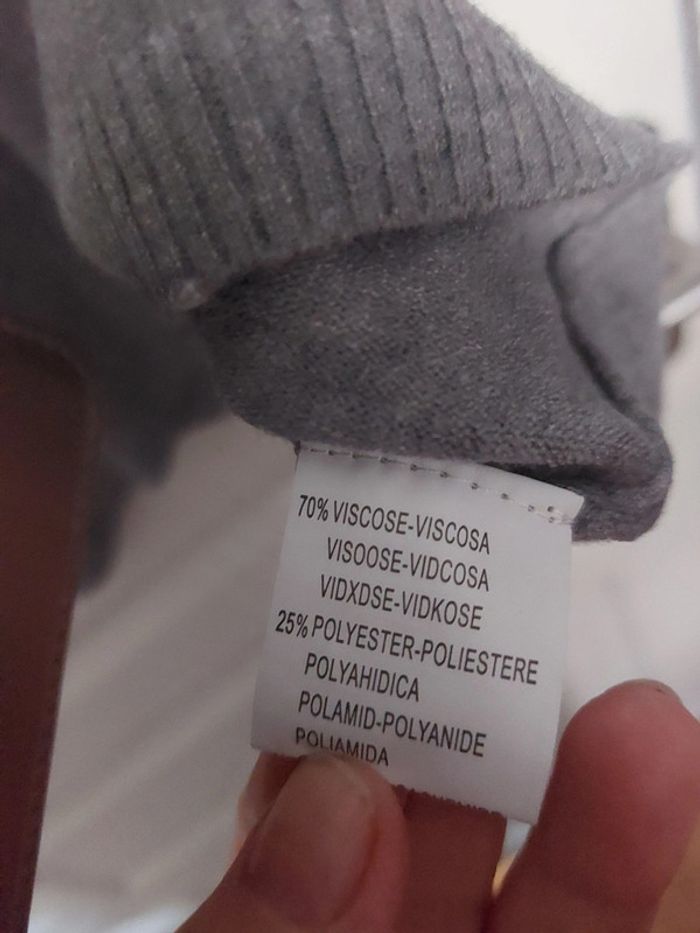 70% VISCOSE-VISCOSA
VISOOSE-VIDCOSA
VIDXDSE-VIDKOSE
25% POLYESTER-POLIESTERE
POLYAHIDICA
POLAMID-POLYANIDE
POLIAMIDA